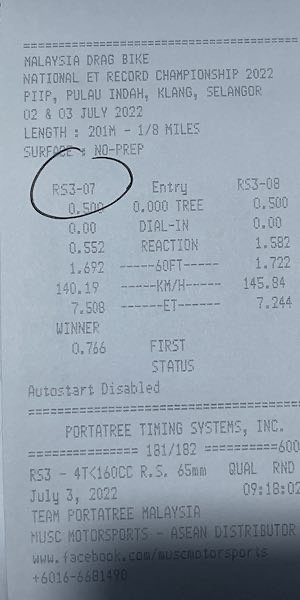 MALAYSIA DRAG BIKE
NATIONAL ET RECORD CHAMPIONSHIP 2022
PIIP, PULAU INDAH, KLANG, SELANGOR
02 & 03 JULY 2022
LENGTH : 201M - 1/8 MILES
SURFACE : NO-PREP
RS3-07 Entry RS3-08
0.500 0.000 TREE 0.500
0.00 DIAL-IN 0.00
0.552 REACTION 1.582
1.692 -----60FT----- 1.722
140.19 -----KM/H----- 145.84
7.508 ------ET------ 7.244
WINNER
0.766 FIRST
STATUS
Autostart Disabled
PORTATREE TIMING SYSTEMS, INC.
============== 181/182 ==========600
RS3 - 4T<160CC R.S. 65mm QUAL RND
July 3, 2022 09:18:02
TEAM PORTATREE MALAYSIA
MUSC MOTORSPORTS - ASEAN DISTRIBUTOR
www.facebook.com/muscmotorsports
+6016-6681490